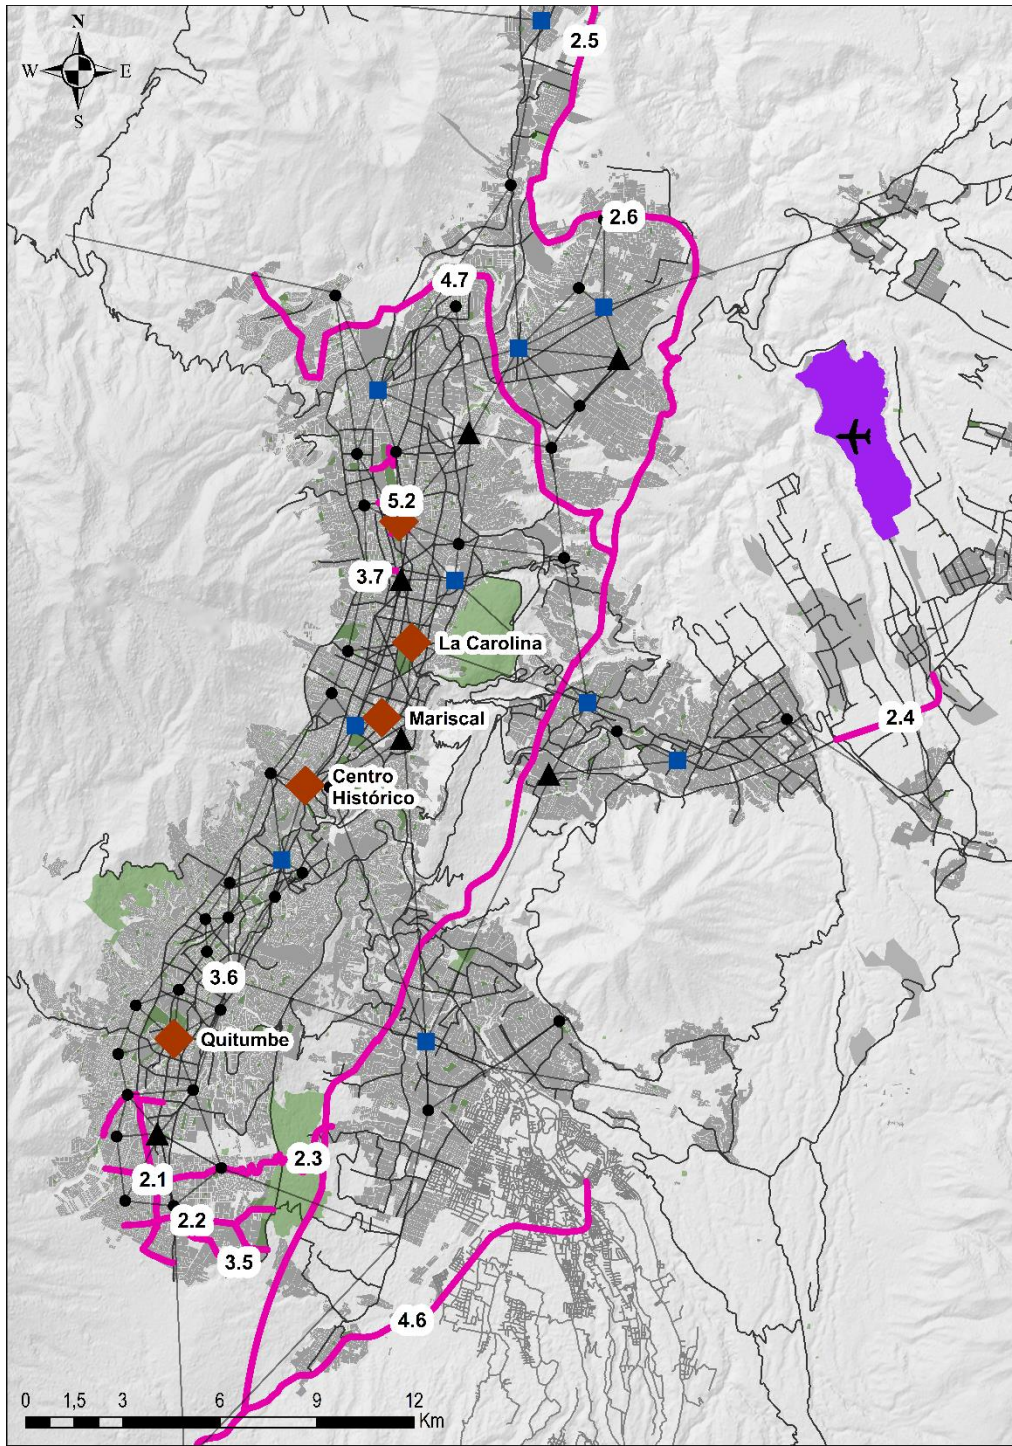 N
2.5
W
E
S
2.6
4.7
5.2
3.7
La Carolina
Mariscal
2.4
Centro
Histórico
3.6
Quitumbe
2.3
2.1
2.2
3.5
4.6
0 1,5 3 6 9 12
Km